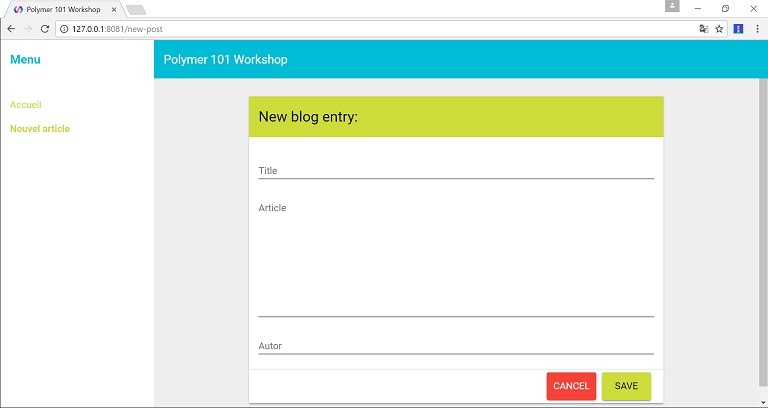 Polymer 101 Workshop
127.0.0.1:8081/new-post
Menu
Polymer 101 Workshop
Accueil
Nouvel article
New blog entry:
Title
Article
Autor
CANCEL SAVE